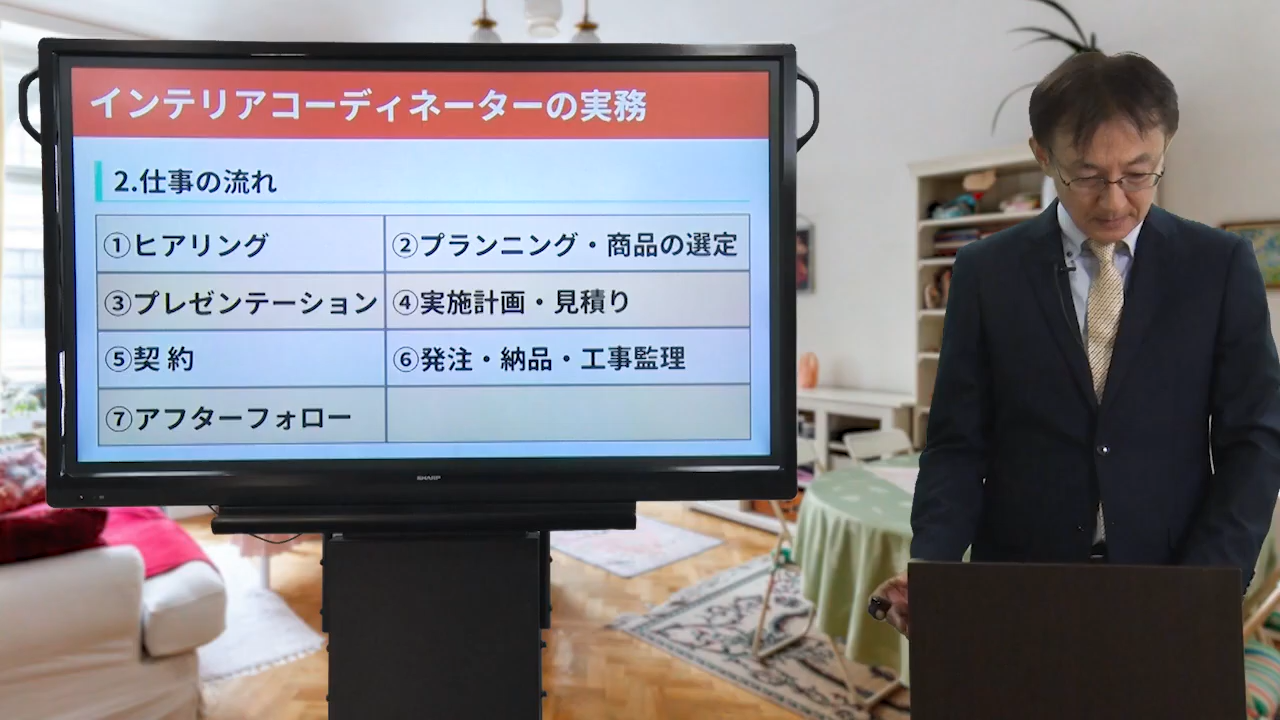 インテリアコーディネーターの実務
2.仕事の流れ
①ヒアリング
②プランニング・商品の選定
③プレゼンテーション
④実施計画・見積り
⑤契 約
⑥発注・納品・工事監理
⑦アフターフォロー
SHARP